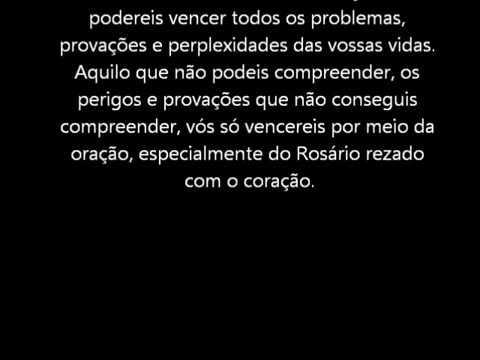 podereis vencer todos os problemas,
provações e perplexidades das vossas vidas.
Aquilo que não podeis compreender, os
perigos e provações que não conseguis
compreender, vós só vencereis por meio da
oração, especialmente do Rosário rezado
com o coração.